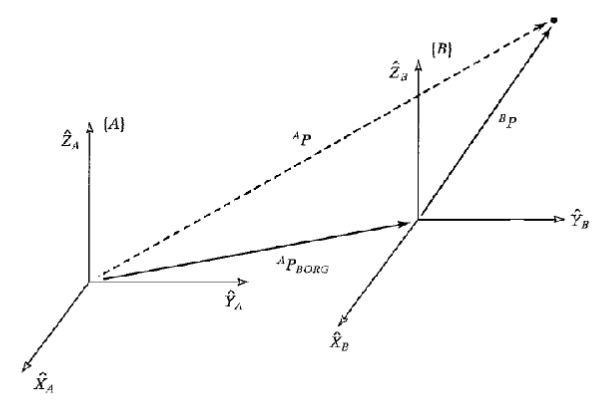 {B}
Ẑ_B
{A}
Ẑ_A
^AP
^BP
Ŷ_B
^AP_BORG
Ŷ_A
X̂_B
X̂_A